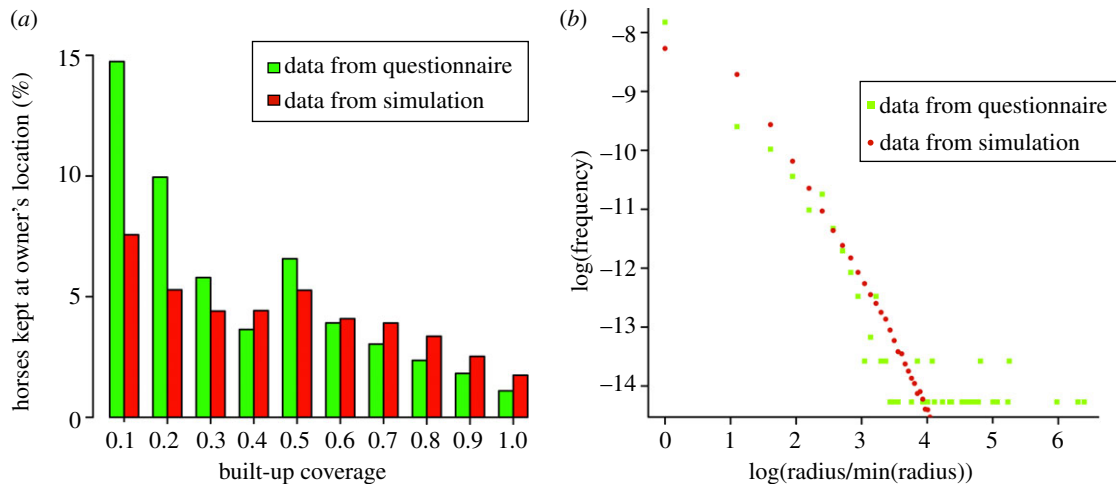 (a)
horses kept at owner's location (%)
15
10
5
0
data from questionnaire
data from simulation
0.1 0.2 0.3 0.4 0.5 0.6 0.7 0.8 0.9 1.0
built-up coverage
(b)
log(frequency)
−8
−9
−10
−11
−12
−13
−14
data from questionnaire
data from simulation
0 1 2 3 4 5 6
log(radius/min(radius))